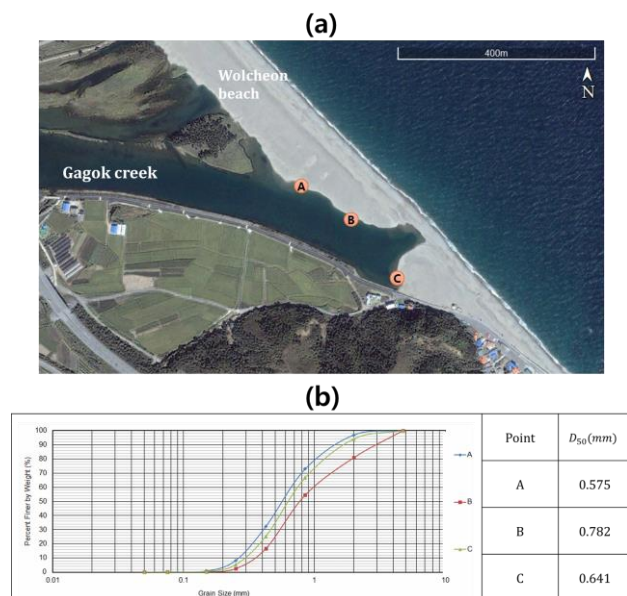 (a)
400m
Wolcheon
beach
N
Gagok creek
A
B
C
(b)
100
90
80
70
60
50
40
30
20
10
0
Percent Finer by Weight (%)
0.01 0.1 1 10
Grain Size (mm)
A
B
C
Point D50(mm)
A 0.575
B 0.782
C 0.641